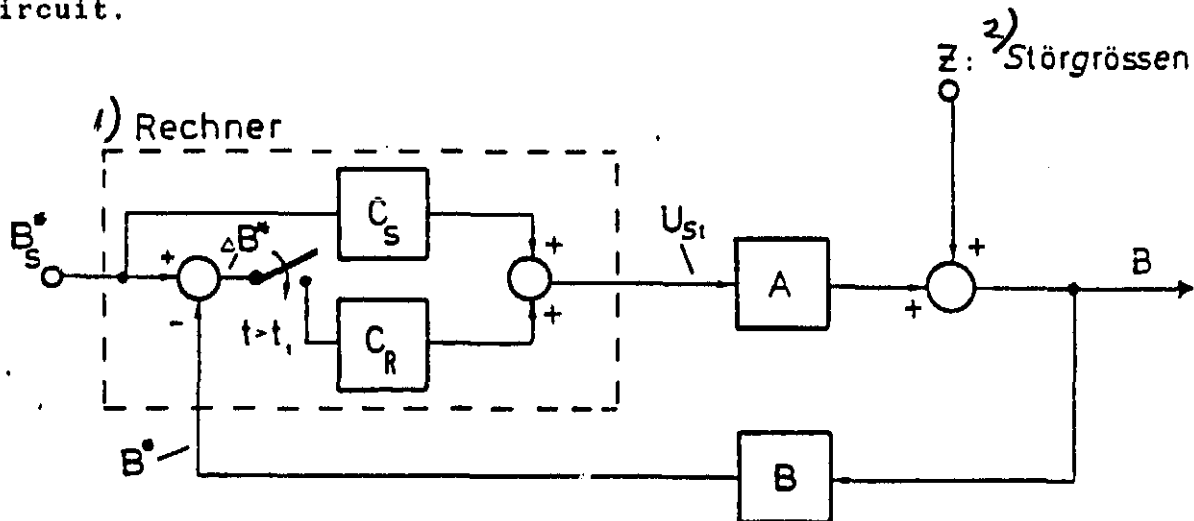 ircuit.
2)
Z: Störgrössen
1) Rechner
C_S
B_S^*
+
ΔB*
+
U_St
+
A
B
-
t>t_1
C_R
+
+
B*
B